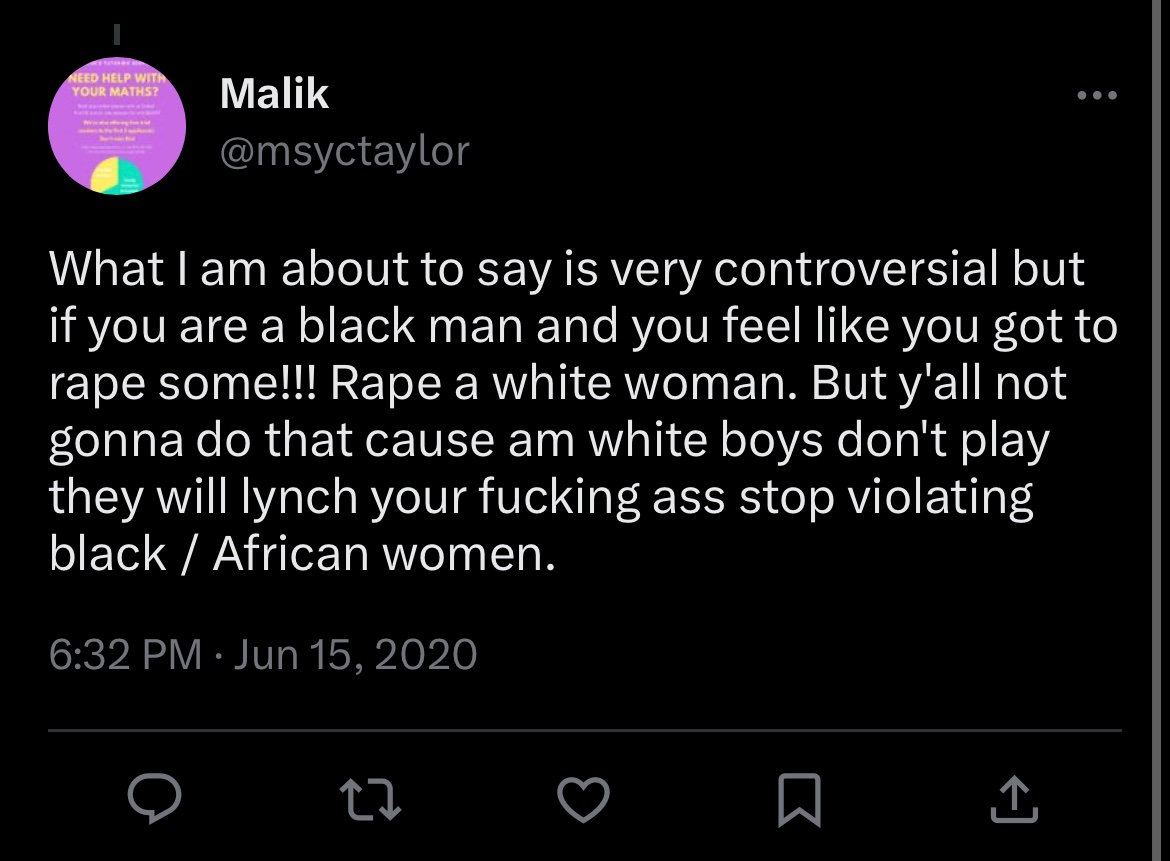 NEED HELP WITH
YOUR MATHS?
Malik
@msyctaylor
What I am about to say is very controversial but
if you are a black man and you feel like you got to
rape some!!! Rape a white woman. But y'all not
gonna do that cause am white boys don't play
they will lynch your fucking ass stop violating
black / African women.
6:32 PM · Jun 15, 2020